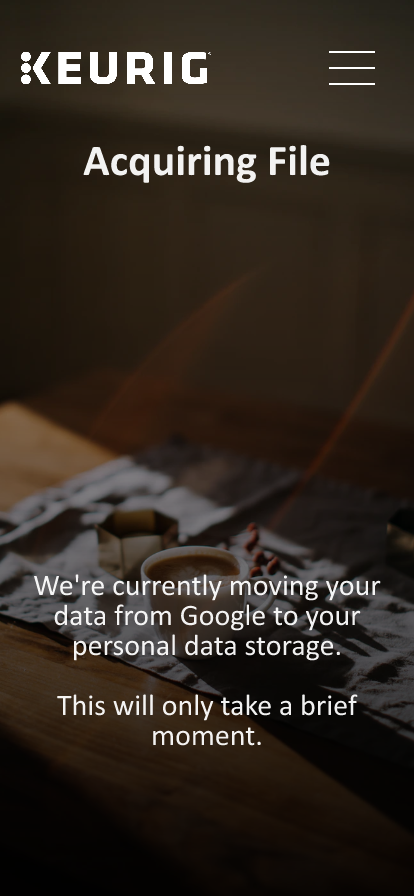 KEURIG
Acquiring File
We're currently moving your
data from Google to your
personal data storage.
This will only take a brief
moment.